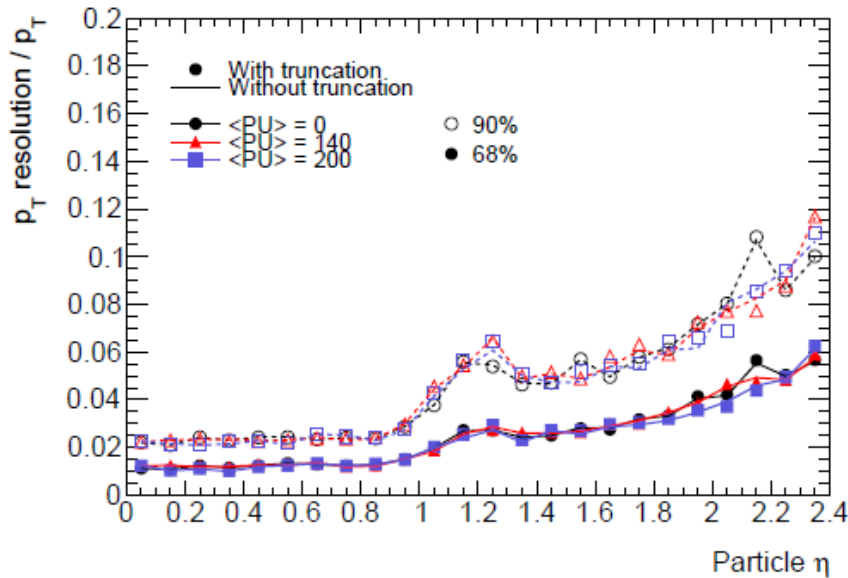 p_T resolution / p_T
0.2
0.18
0.16
0.14
0.12
0.1
0.08
0.06
0.04
0.02
0
With truncation
Without truncation
<PU> = 0
<PU> = 140
<PU> = 200
90%
68%
0 0.2 0.4 0.6 0.8 1 1.2 1.4 1.6 1.8 2 2.2 2.4
Particle η